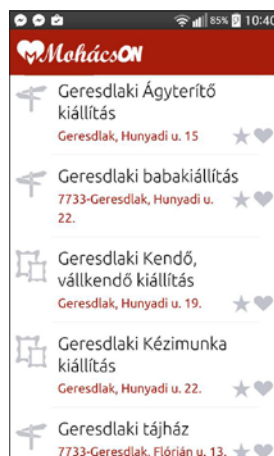 85% 10:40
MohácsON
Geresdlaki Ágyterítő
kiállítás
Geresdlak, Hunyadi u. 15
Geresdlaki babakiállítás
7733-Geresdlak, Hunyadi u.
22.
Geresdlaki Kendő,
vállkendő kiállítás
Geresdlak, Hunyadi u. 19.
Geresdlaki Kézimunka
kiállítás
Geresdlak, Hunyadi u. 22.
Geresdlaki tájház
7733-Geresdlak, Flórián u. 13.